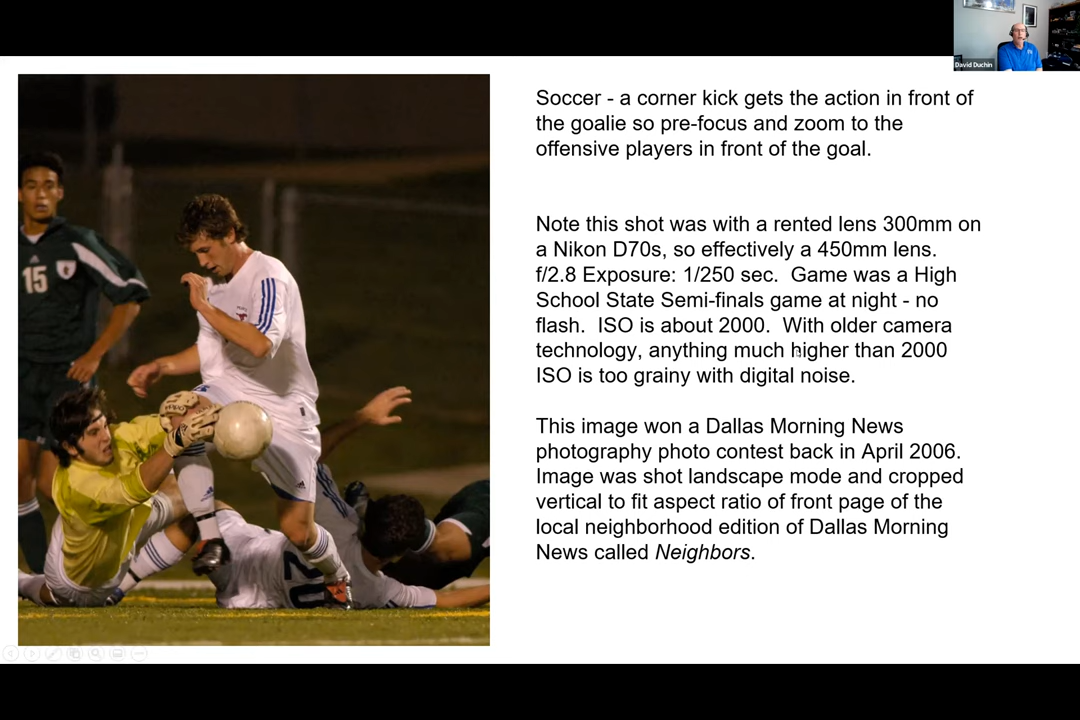 David Duchin
Soccer - a corner kick gets the action in front of
the goalie so pre-focus and zoom to the
offensive players in front of the goal.
Note this shot was with a rented lens 300mm on
a Nikon D70s, so effectively a 450mm lens.
f/2.8 Exposure: 1/250 sec.  Game was a High
School State Semi-finals game at night - no
flash.  ISO is about 2000.  With older camera
technology, anything much higher than 2000
ISO is too grainy with digital noise.
This image won a Dallas Morning News
photography photo contest back in April 2006.
Image was shot landscape mode and cropped
vertical to fit aspect ratio of front page of the
local neighborhood edition of Dallas Morning
News called Neighbors.
15
20